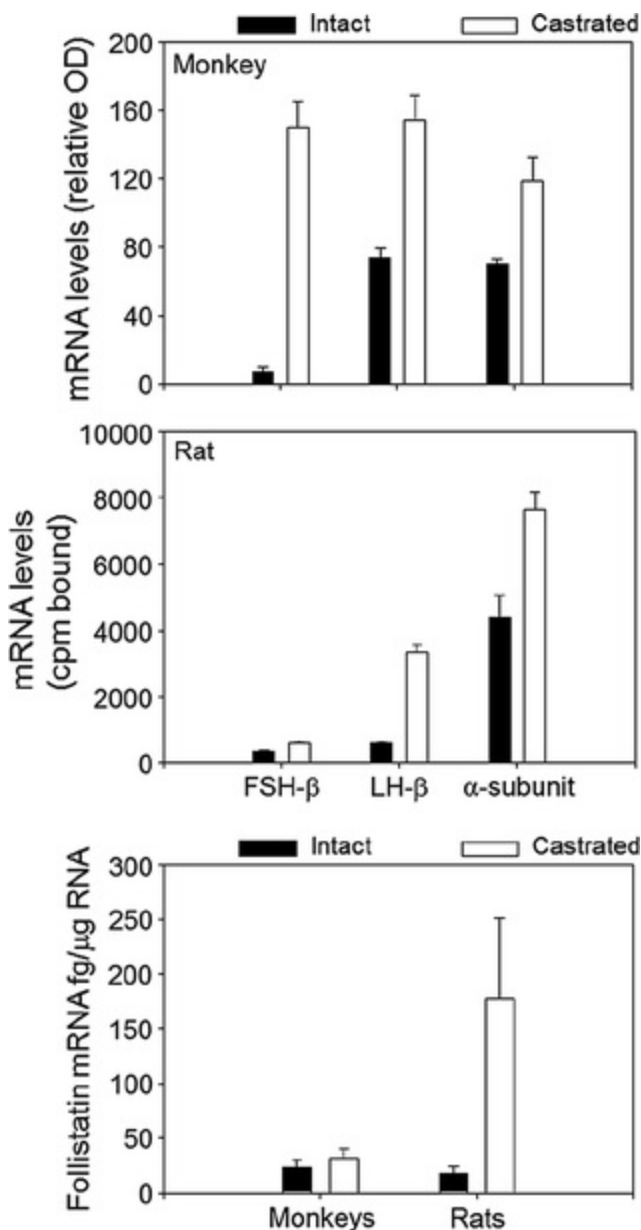 Intact Castrated
Monkey
mRNA levels (relative OD)
200
160
120
80
40
0
Rat
mRNA levels
(cpm bound)
10000
8000
6000
4000
2000
0
FSH-β LH-β α-subunit
Intact Castrated
Follistatin mRNA fg/μg RNA
300
250
200
150
100
50
0
Monkeys Rats